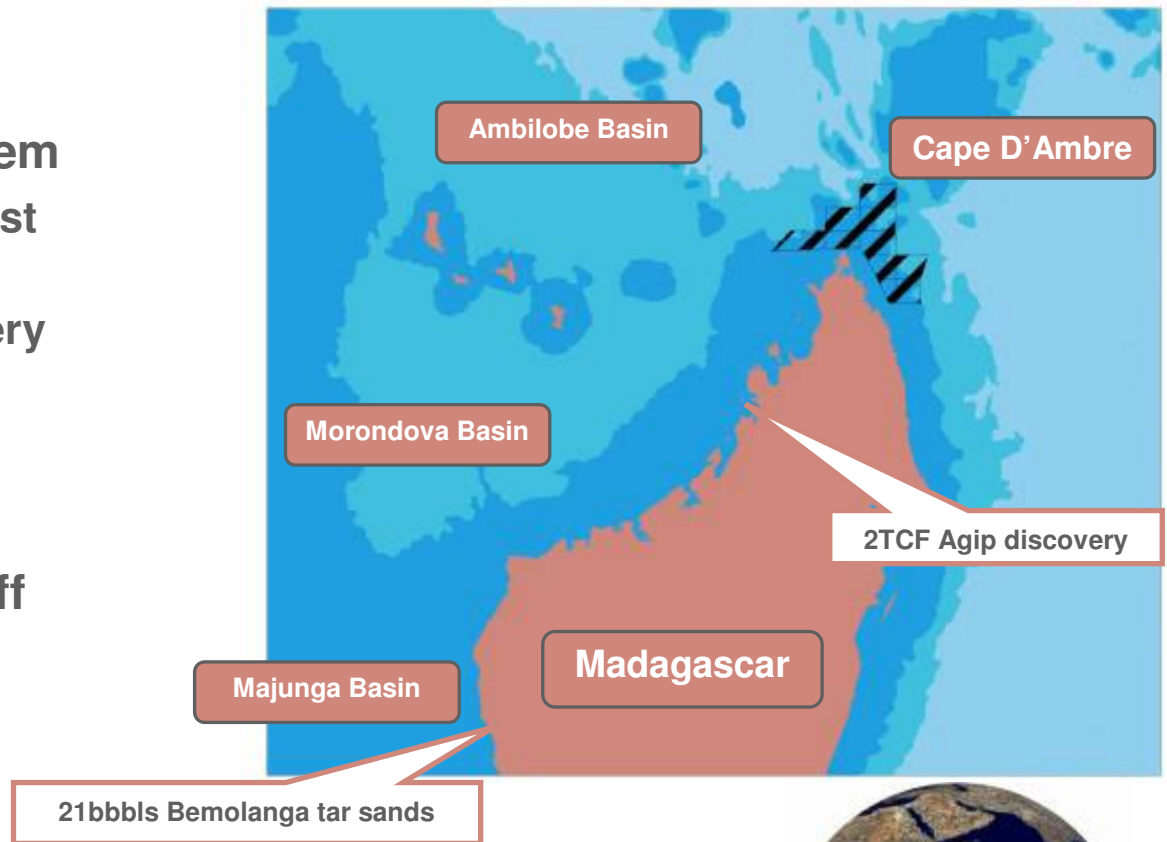 em
st
ery
ff
Ambilobe Basin
Cape D'Ambre
Morondova Basin
2TCF Agip discovery
Madagascar
Majunga Basin
21bbbls Bemolanga tar sands